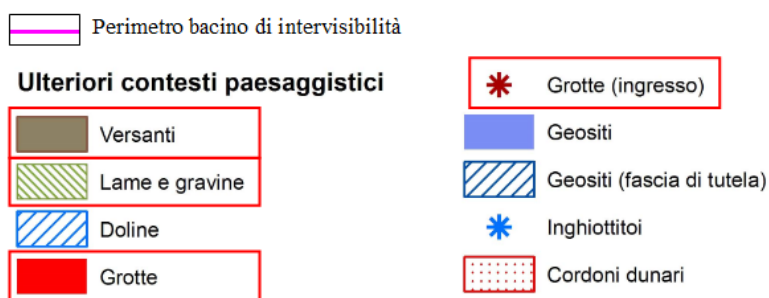 Perimetro bacino di intervisibilità
Ulteriori contesti paesaggistici
Versanti
Lame e gravine
Doline
Grotte
Grotte (ingresso)
Geositi
Geositi (fascia di tutela)
Inghiottitoi
Cordoni dunari